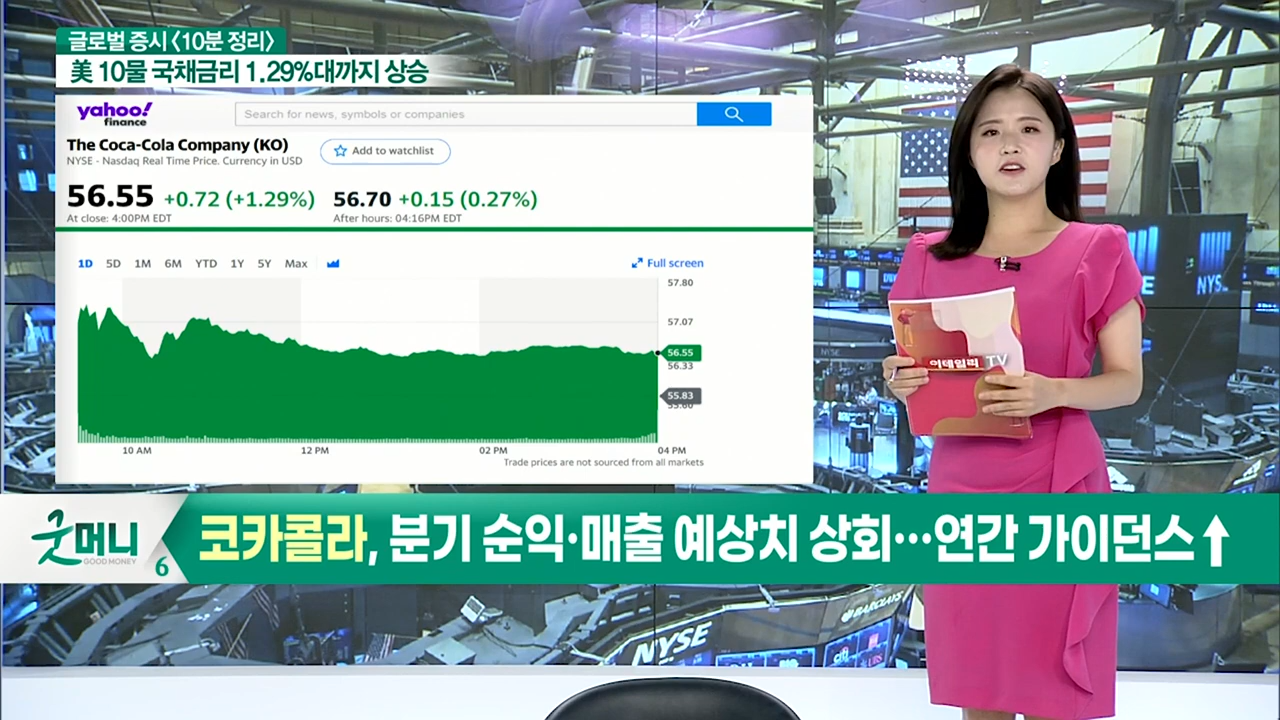 글로벌 증시 〈10분 정리〉
美 10물 국채금리 1.29%대까지 상승
yahoo!
finance
Search for news, symbols or companies
The Coca-Cola Company (KO)
NYSE - Nasdaq Real Time Price. Currency in USD
Add to watchlist
56.55 +0.72 (+1.29%)
At close: 4:00PM EDT
56.70 +0.15 (0.27%)
After hours: 04:16PM EDT
1D 5D 1M 6M YTD 1Y 5Y Max
Full screen
57.80
57.07
56.55
56.33
55.83
55.60
10 AM 12 PM 02 PM 04 PM
Trade prices are not sourced from all markets
이데일리 TV
NYS
굿머니
GOOD MONEY
6
코카콜라, 분기 순익·매출 예상치 상회…연간 가이던스↑
NYSE
BARCLAYS
citi
UBS